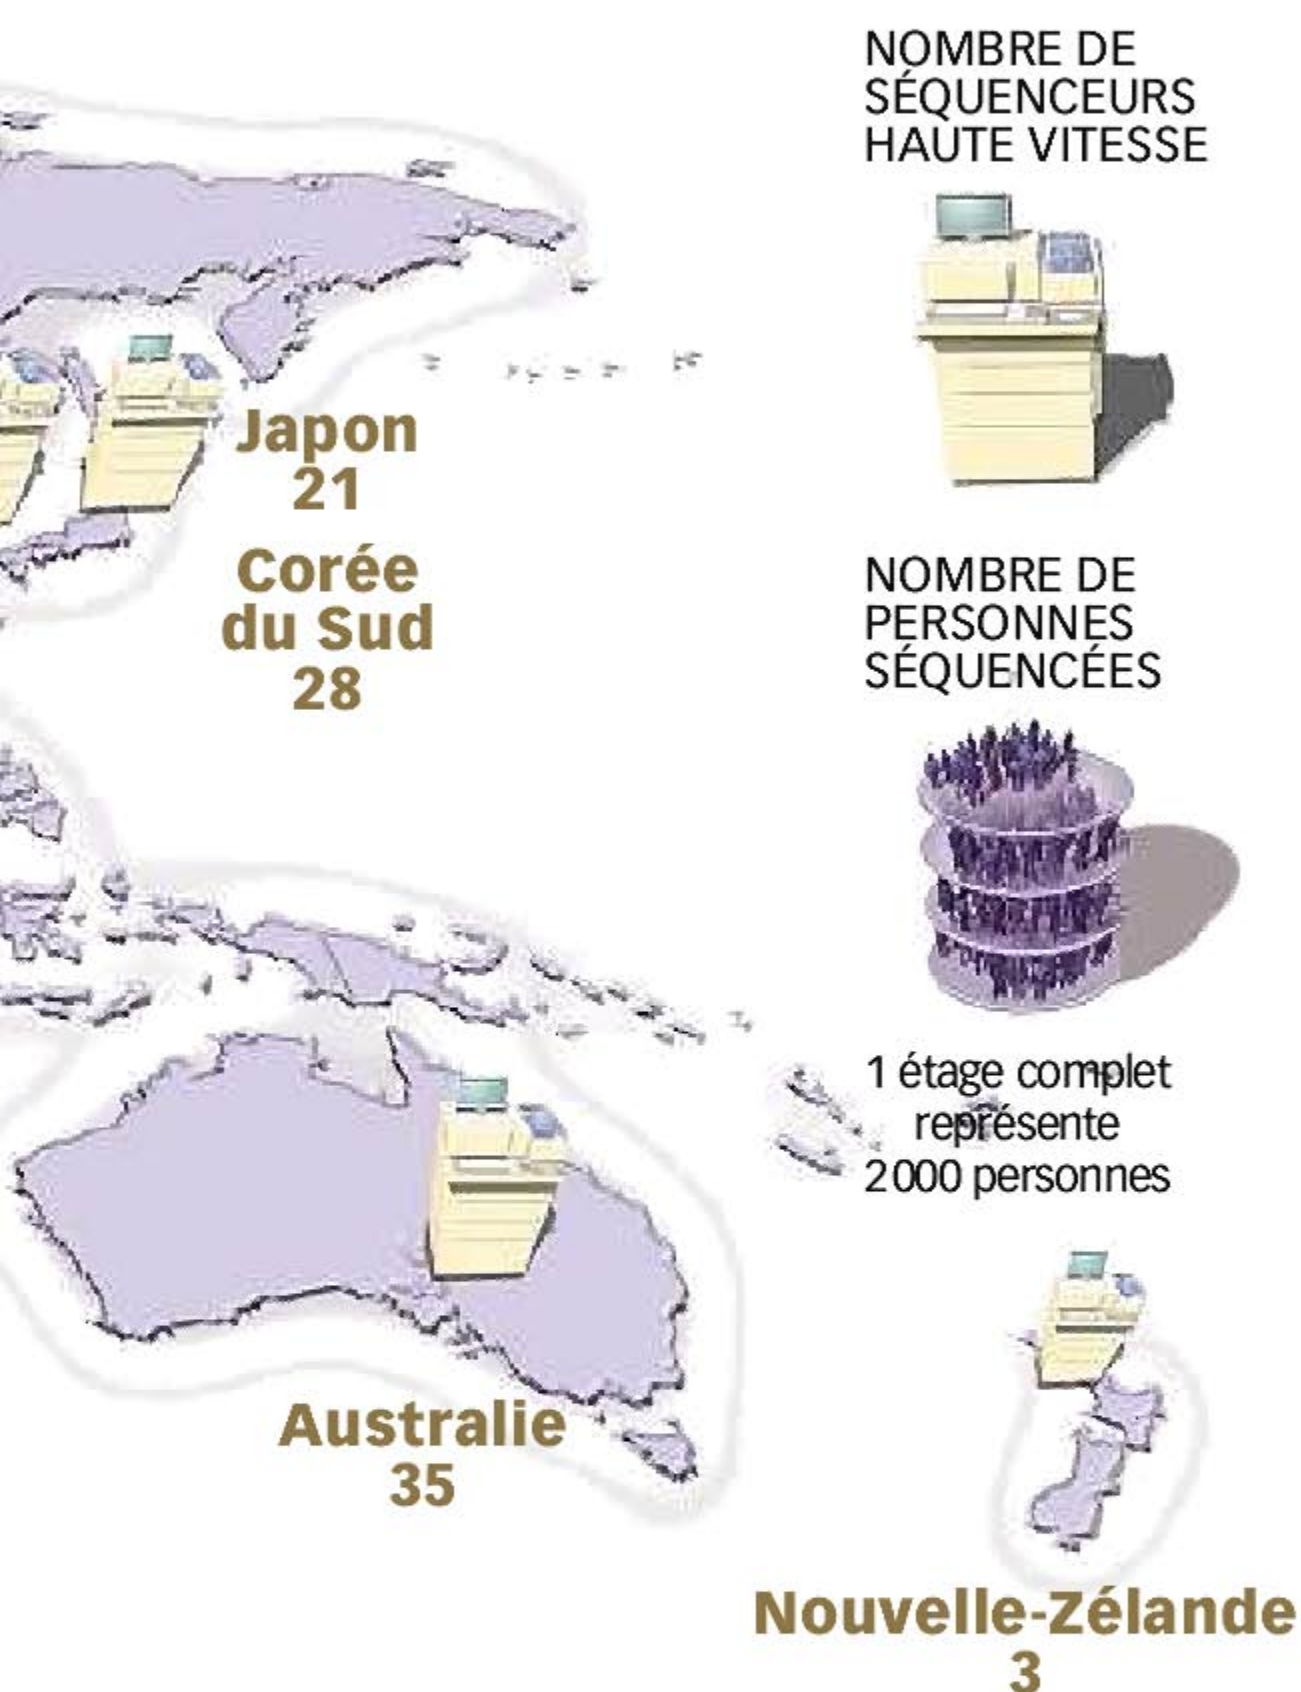 NOMBRE DE
SÉQUENCEURS
HAUTE VITESSE
Japon
21
Corée
du Sud
28
NOMBRE DE
PERSONNES
SÉQUENCÉES
1 étage complet
représente
2000 personnes
Australie
35
Nouvelle-Zélande
3